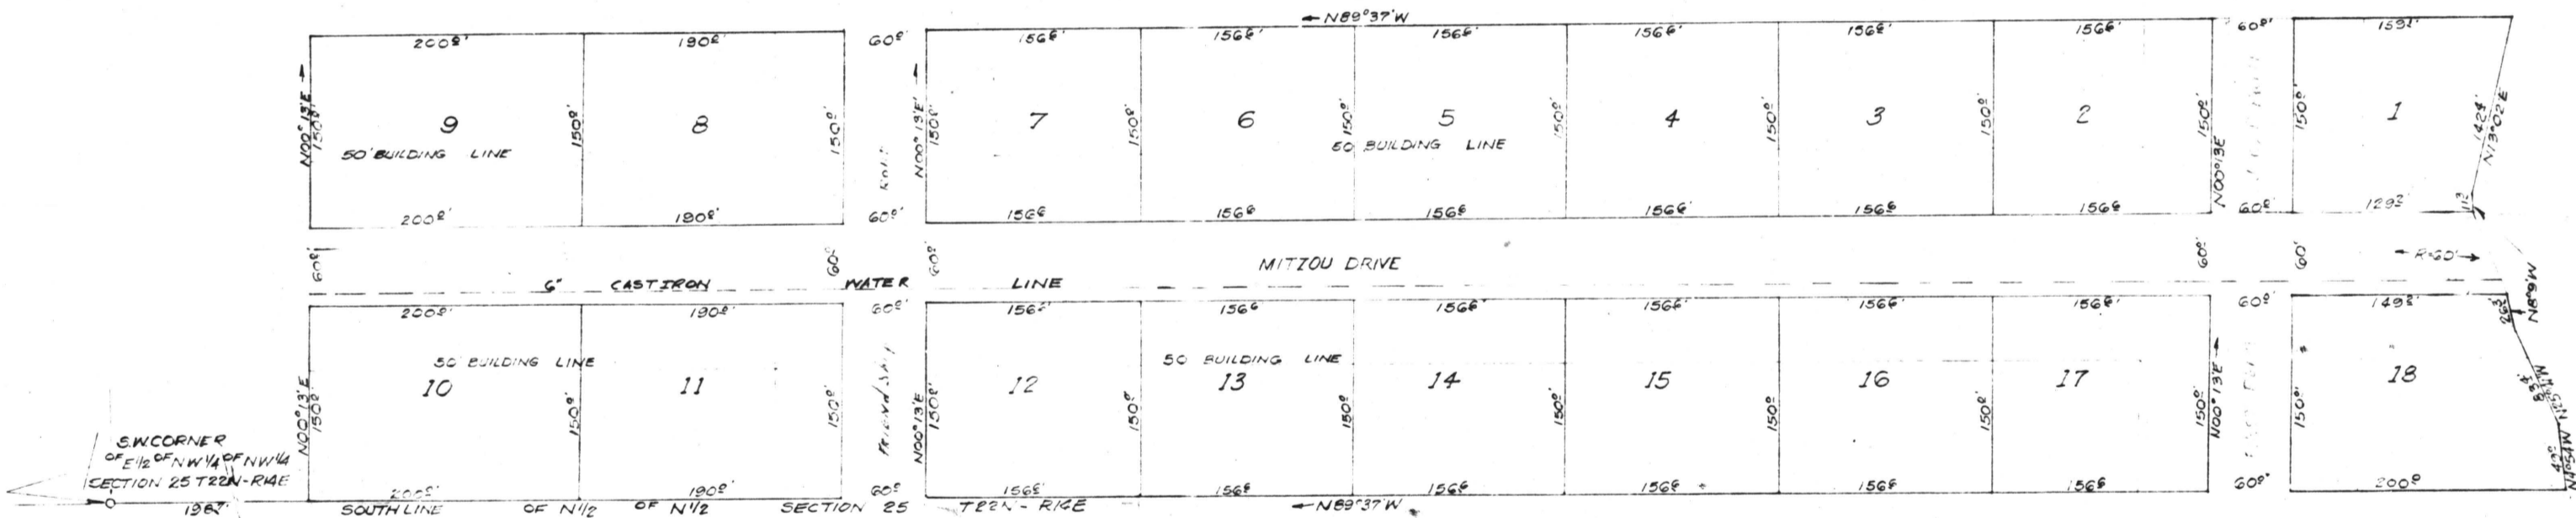 ←N89°37'W
200.0' 190.0' 60.0' 156.6' 156.6' 156.6' 156.6' 156.6' 156.6' 60.0'
N00°13'E→ 150.0' 9 150.0' 8 150.0' N00°13'E→ 150.0' 7 150.0' 6 150.0' 5 150.0' 4 150.0' 3 150.0' 2 150.0' N00°13E 150.0' 1 142.4' N13°02'E
50' BUILDING LINE
50 BUILDING LINE
200.0' 190.0' 60.0' 156.6 156.6 156.6 156.6' 156.6 156.6 60.0' 129.3' 11.3
60.0' 60.0' 60.0' MITZOU DRIVE 60.0' 60' ←R-60'→
6" CAST IRON WATER LINE
N8°9'W
200.0' 190.0' 60.0' 156.6' 156.6 156.6' 156.6' 156.6' 156.6' 60.0' 26.3
50' BUILDING LINE
50 BUILDING LINE
N00°13'E 150.0' 10 150.0' 11 150.0' N00°13'E 150.0' 12 150.0' 13 150.0' 14 150.0' 15 150.0' 16 150.0' 17 150.0' N00°13'E→ 150.0' 18
S.W. CORNER
OF E1/2 OF NW1/4 OF NW1/4
SECTION 25 T22N-R14E
200.0' 190.0' 60.0' 156.6' 156.6 156.6 156.6 156.6 156.6 60.0' 200.0
SOUTH LINE OF N1/2 OF N1/2 SECTION 25 T22N-R14E ←N89°37'W